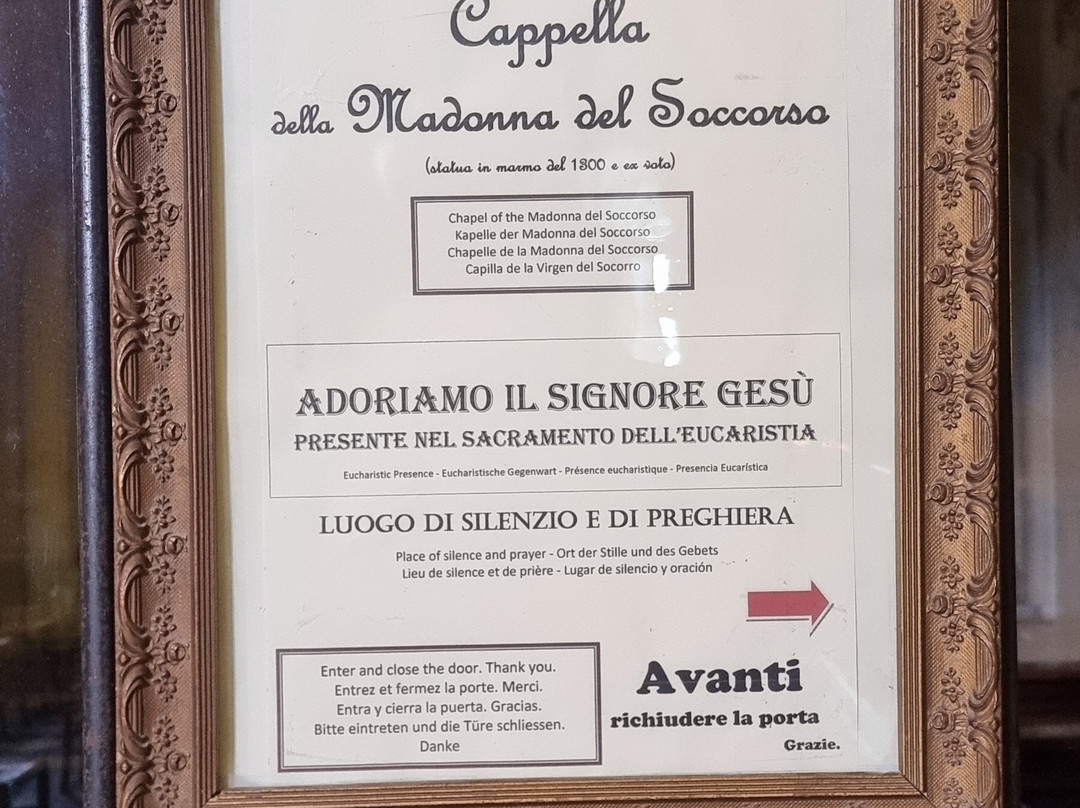 Cappella
della Madonna del Soccorso
(statua in marmo del 1800 e ex voto)
Chapel of the Madonna del Soccorso
Kapelle der Madonna del Soccorso
Chapelle de la Madonna del Soccorso
Capilla de la Virgen del Socorro
ADORIAMO IL SIGNORE GESÙ
PRESENTE NEL SACRAMENTO DELL'EUCARISTIA
Eucharistic Presence - Eucharistische Gegenwart - Présence eucharistique - Presencia Eucarística
LUOGO DI SILENZIO E DI PREGHIERA
Place of silence and prayer - Ort der Stille und des Gebets
Lieu de silence et de prière - Lugar de silencio y oración
Enter and close the door. Thank you.
Entrez et fermez la porte. Merci.
Entra y cierra la puerta. Gracias.
Bitte eintreten und die Türe schliessen.
Danke
Avanti
richiudere la porta
Grazie.